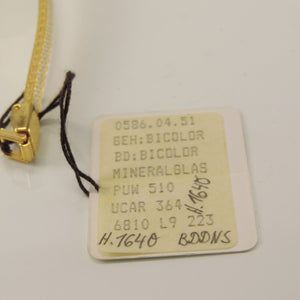 0586.04.51
GEH:BICOLOR
BD:BICOLOR
MINERALGLAS
PUW 510
UCAR 364
6810 L9 223
H.1640
H.1640 BDDNS